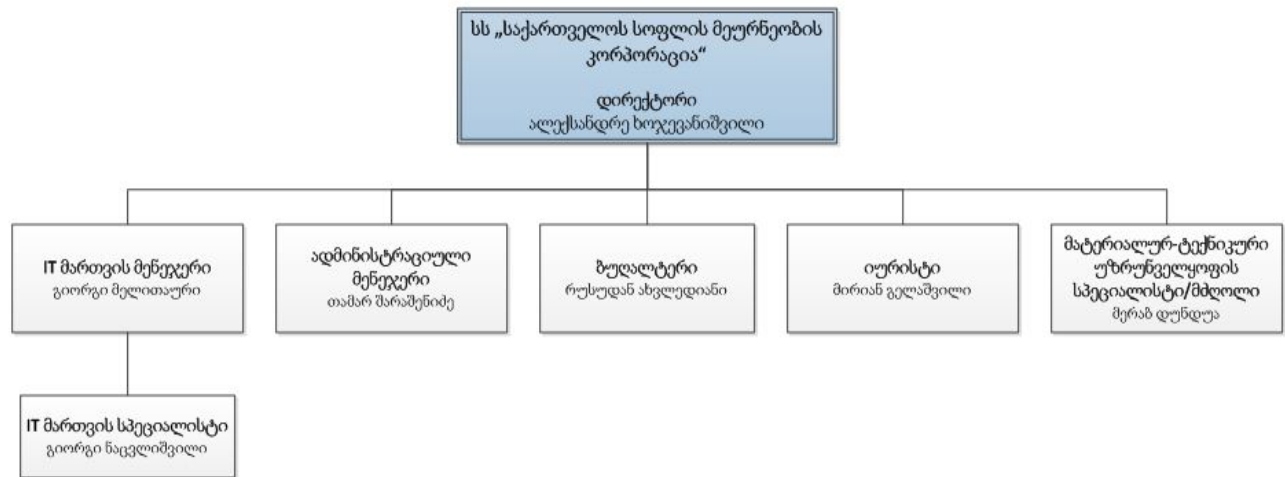 სს „საქართველოს სოფლის მეურნეობის
კორპორაცია“
დირექტორი
ალექსანდრე ხოჯევანიშვილი
IT მართვის მენეჯერი
გიორგი მელითაური
ადმინისტრაციული
მენეჯერი
თამარ შარაშენიძე
ბუღალტერი
რუსუდან ახვლედიანი
იურისტი
მირიან გელაშვილი
მატერიალურ-ტექნიკური
უზრუნველყოფის
სპეციალისტი/მძღოლი
მერაბ დუნდუა
IT მართვის სპეციალისტი
გიორგი ნაცვლიშვილი